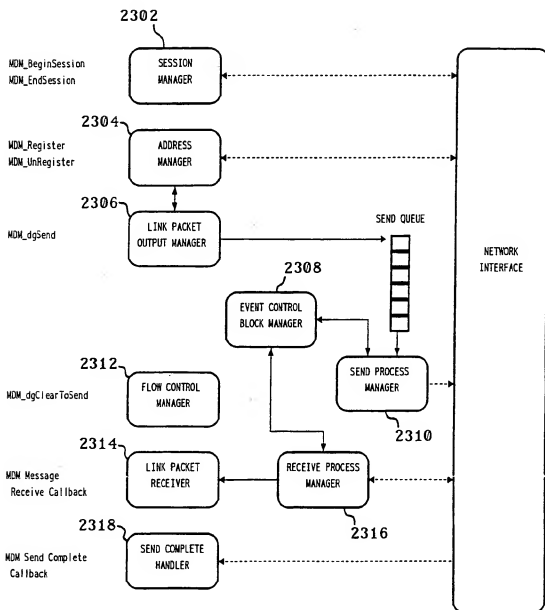 2302
MDM_BeginSession
MDM_EndSession
SESSION
MANAGER
2304
MDM_Register
MDM_UnRegister
ADDRESS
MANAGER
2306
MDM_dgSend
LINK PACKET
OUTPUT MANAGER
SEND QUEUE
NETWORK
INTERFACE
2308
EVENT CONTROL
BLOCK MANAGER
2312
MDM_dgClearToSend
FLOW CONTROL
MANAGER
SEND PROCESS
MANAGER
2310
2314
MDM Message
Receive Callback
LINK PACKET
RECEIVER
RECEIVE PROCESS
MANAGER
2316
2318
MDM Send Complete
Callback
SEND COMPLETE
HANDLER